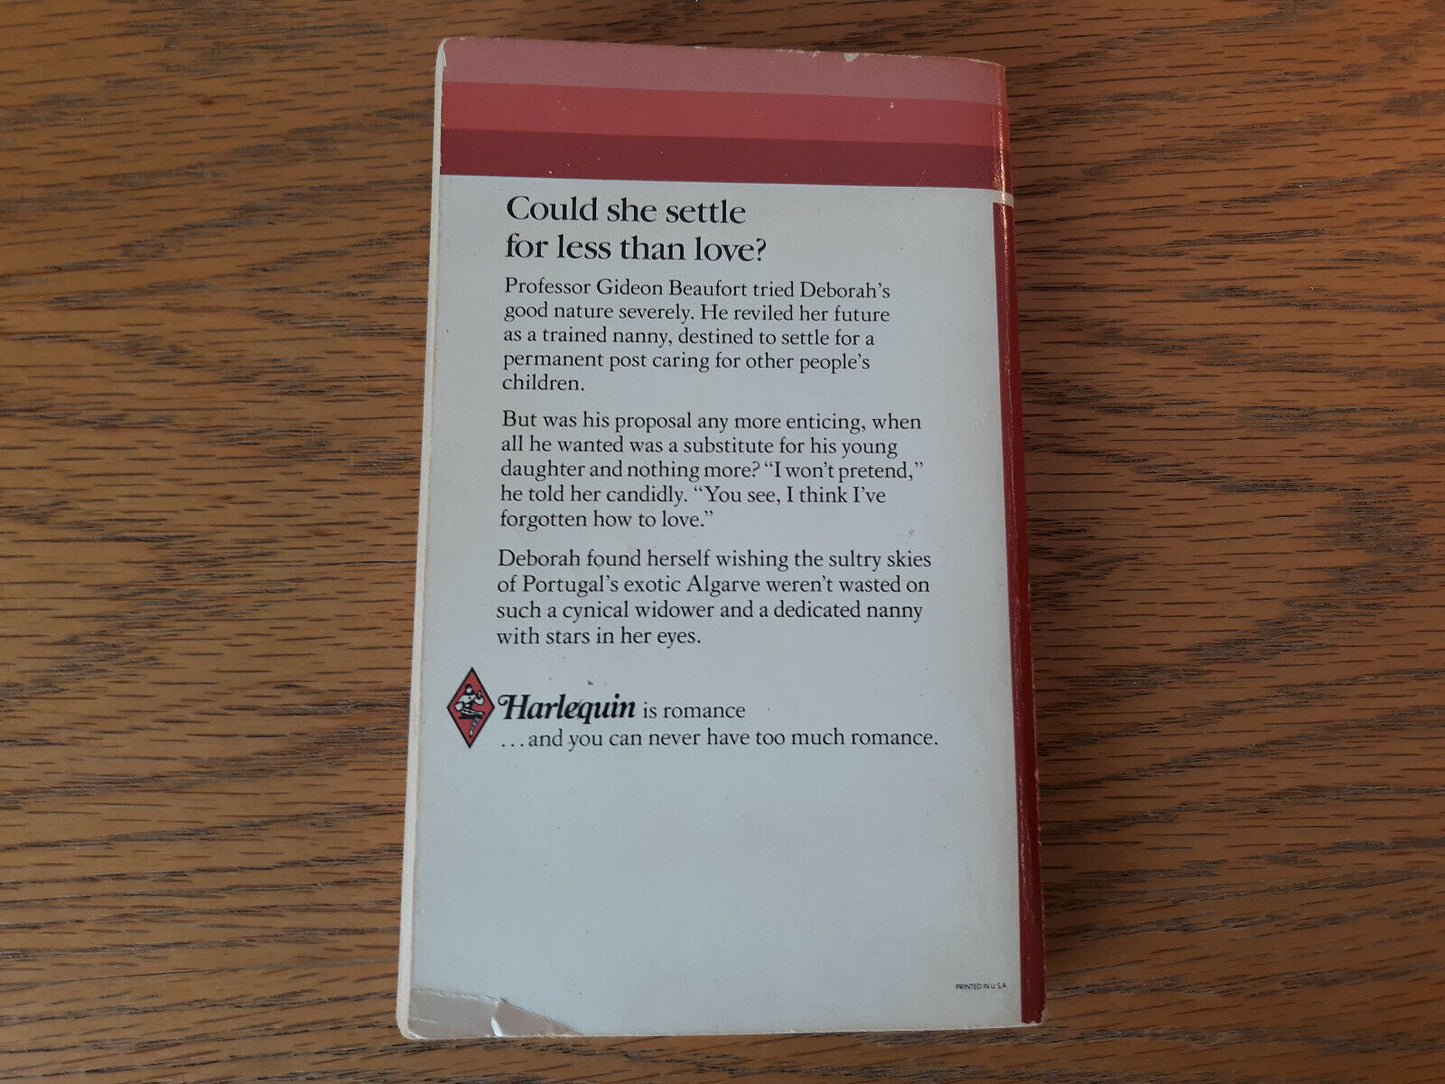 Could she settle
for less than love?
Professor Gideon Beaufort tried Deborah's
good nature severely. He reviled her future
as a trained nanny, destined to settle for a
permanent post caring for other people's
children.
But was his proposal any more enticing, when
all he wanted was a substitute for his young
daughter and nothing more? “I won't pretend,”
he told her candidly. “You see, I think I've
forgotten how to love.”
Deborah found herself wishing the sultry skies
of Portugal's exotic Algarve weren't wasted on
such a cynical widower and a dedicated nanny
with stars in her eyes.
Harlequin is romance
...and you can never have too much romance.
PRINTED IN U.S.A.